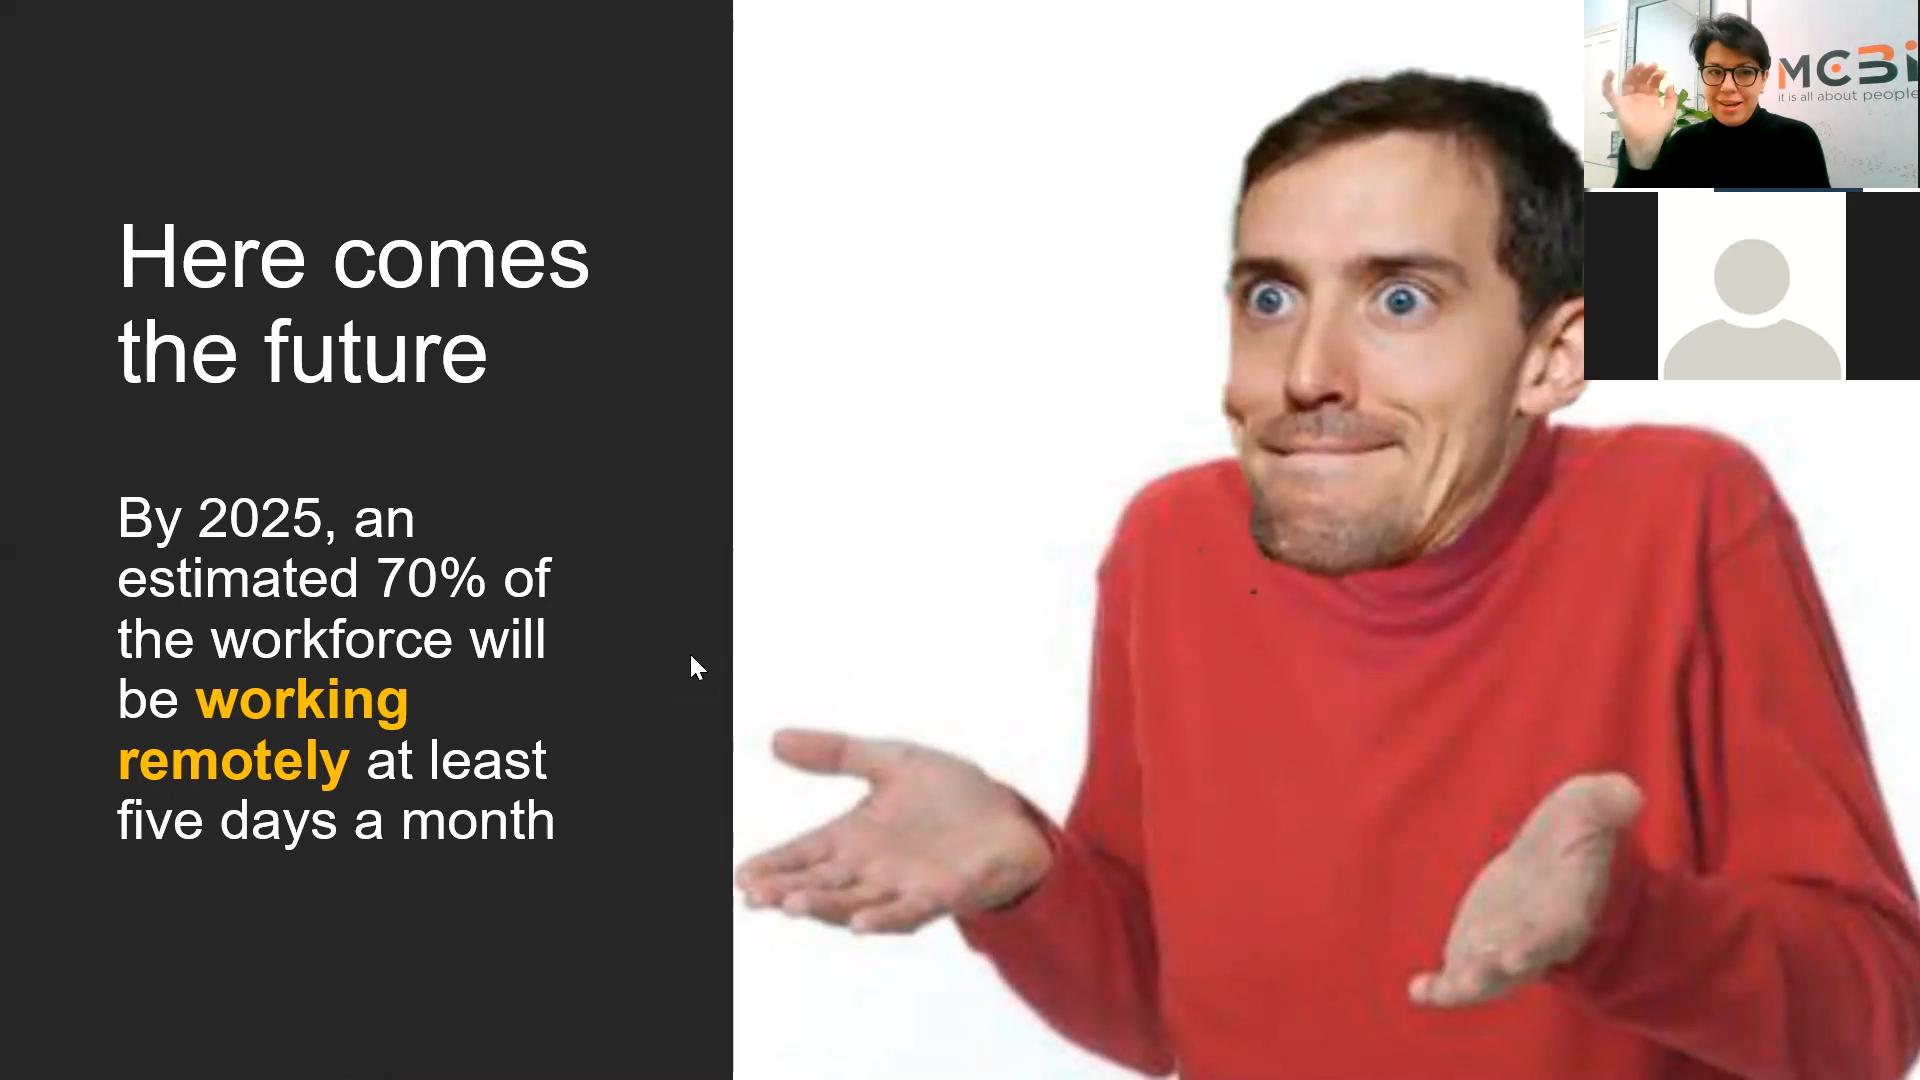 Here comes
the future
By 2025, an
estimated 70% of
the workforce will
be working
remotely at least
five days a month
MCBi
it is all about people